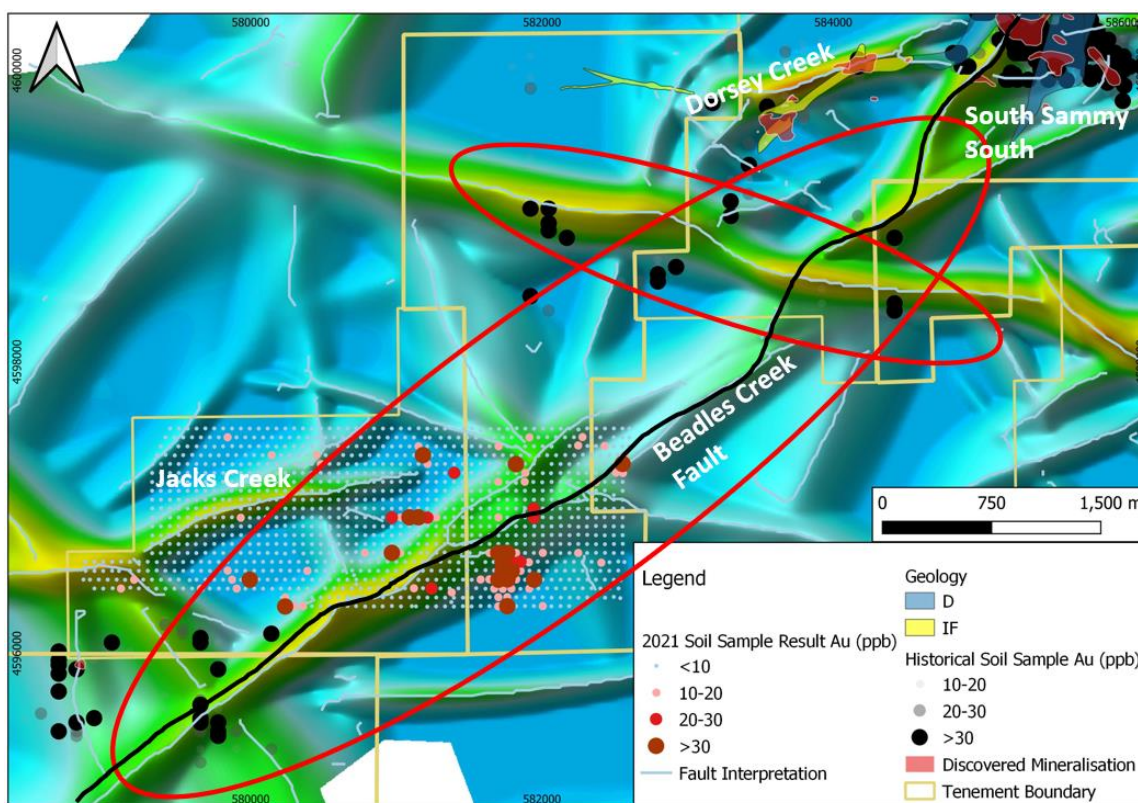 580000
582000
584000
586000
4600000
Dorsey Creek
South Sammy
South
4598000
Beadles Creek
Fault
Jacks Creek
0
750
1,500 m
4596000
Legend
2021 Soil Sample Result Au (ppb)
<10
10-20
20-30
>30
Fault Interpretation
Geology
D
IF
Historical Soil Sample Au (ppb)
10-20
20-30
>30
Discovered Mineralisation
Tenement Boundary
580000
582000